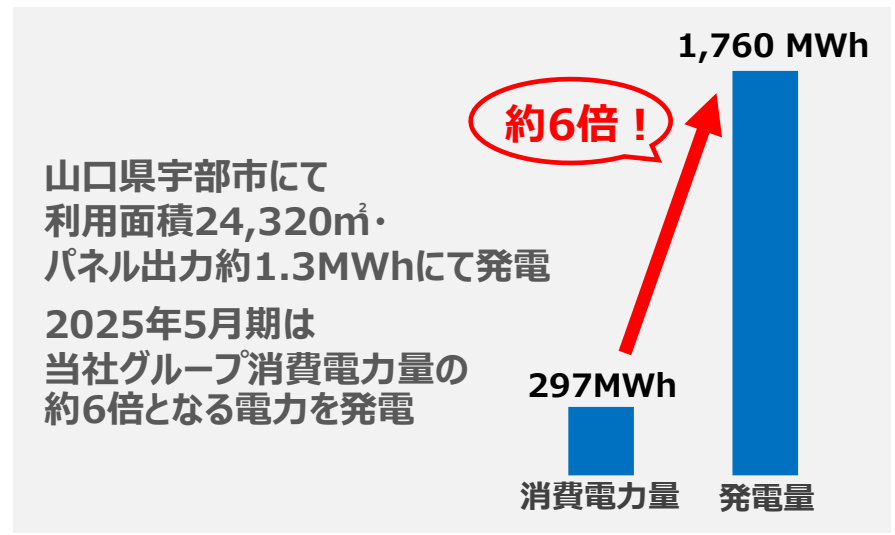 山口県宇部市にて
利用面積24,320㎡・
パネル出力約1.3MWhにて発電
2025年5月期は
当社グループ消費電力量の
約6倍となる電力を発電
1,760 MWh
約6倍！
297MWh
消費電力量 発電量